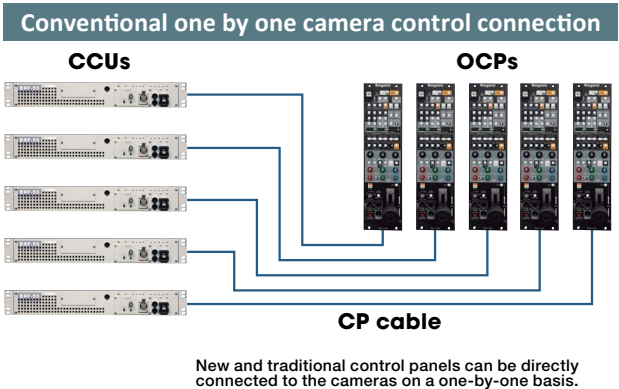 Conventional one by one camera control connection
CCUs
OCPs
CP cable
New and traditional control panels can be directly
connected to the cameras on a one-by-one basis.